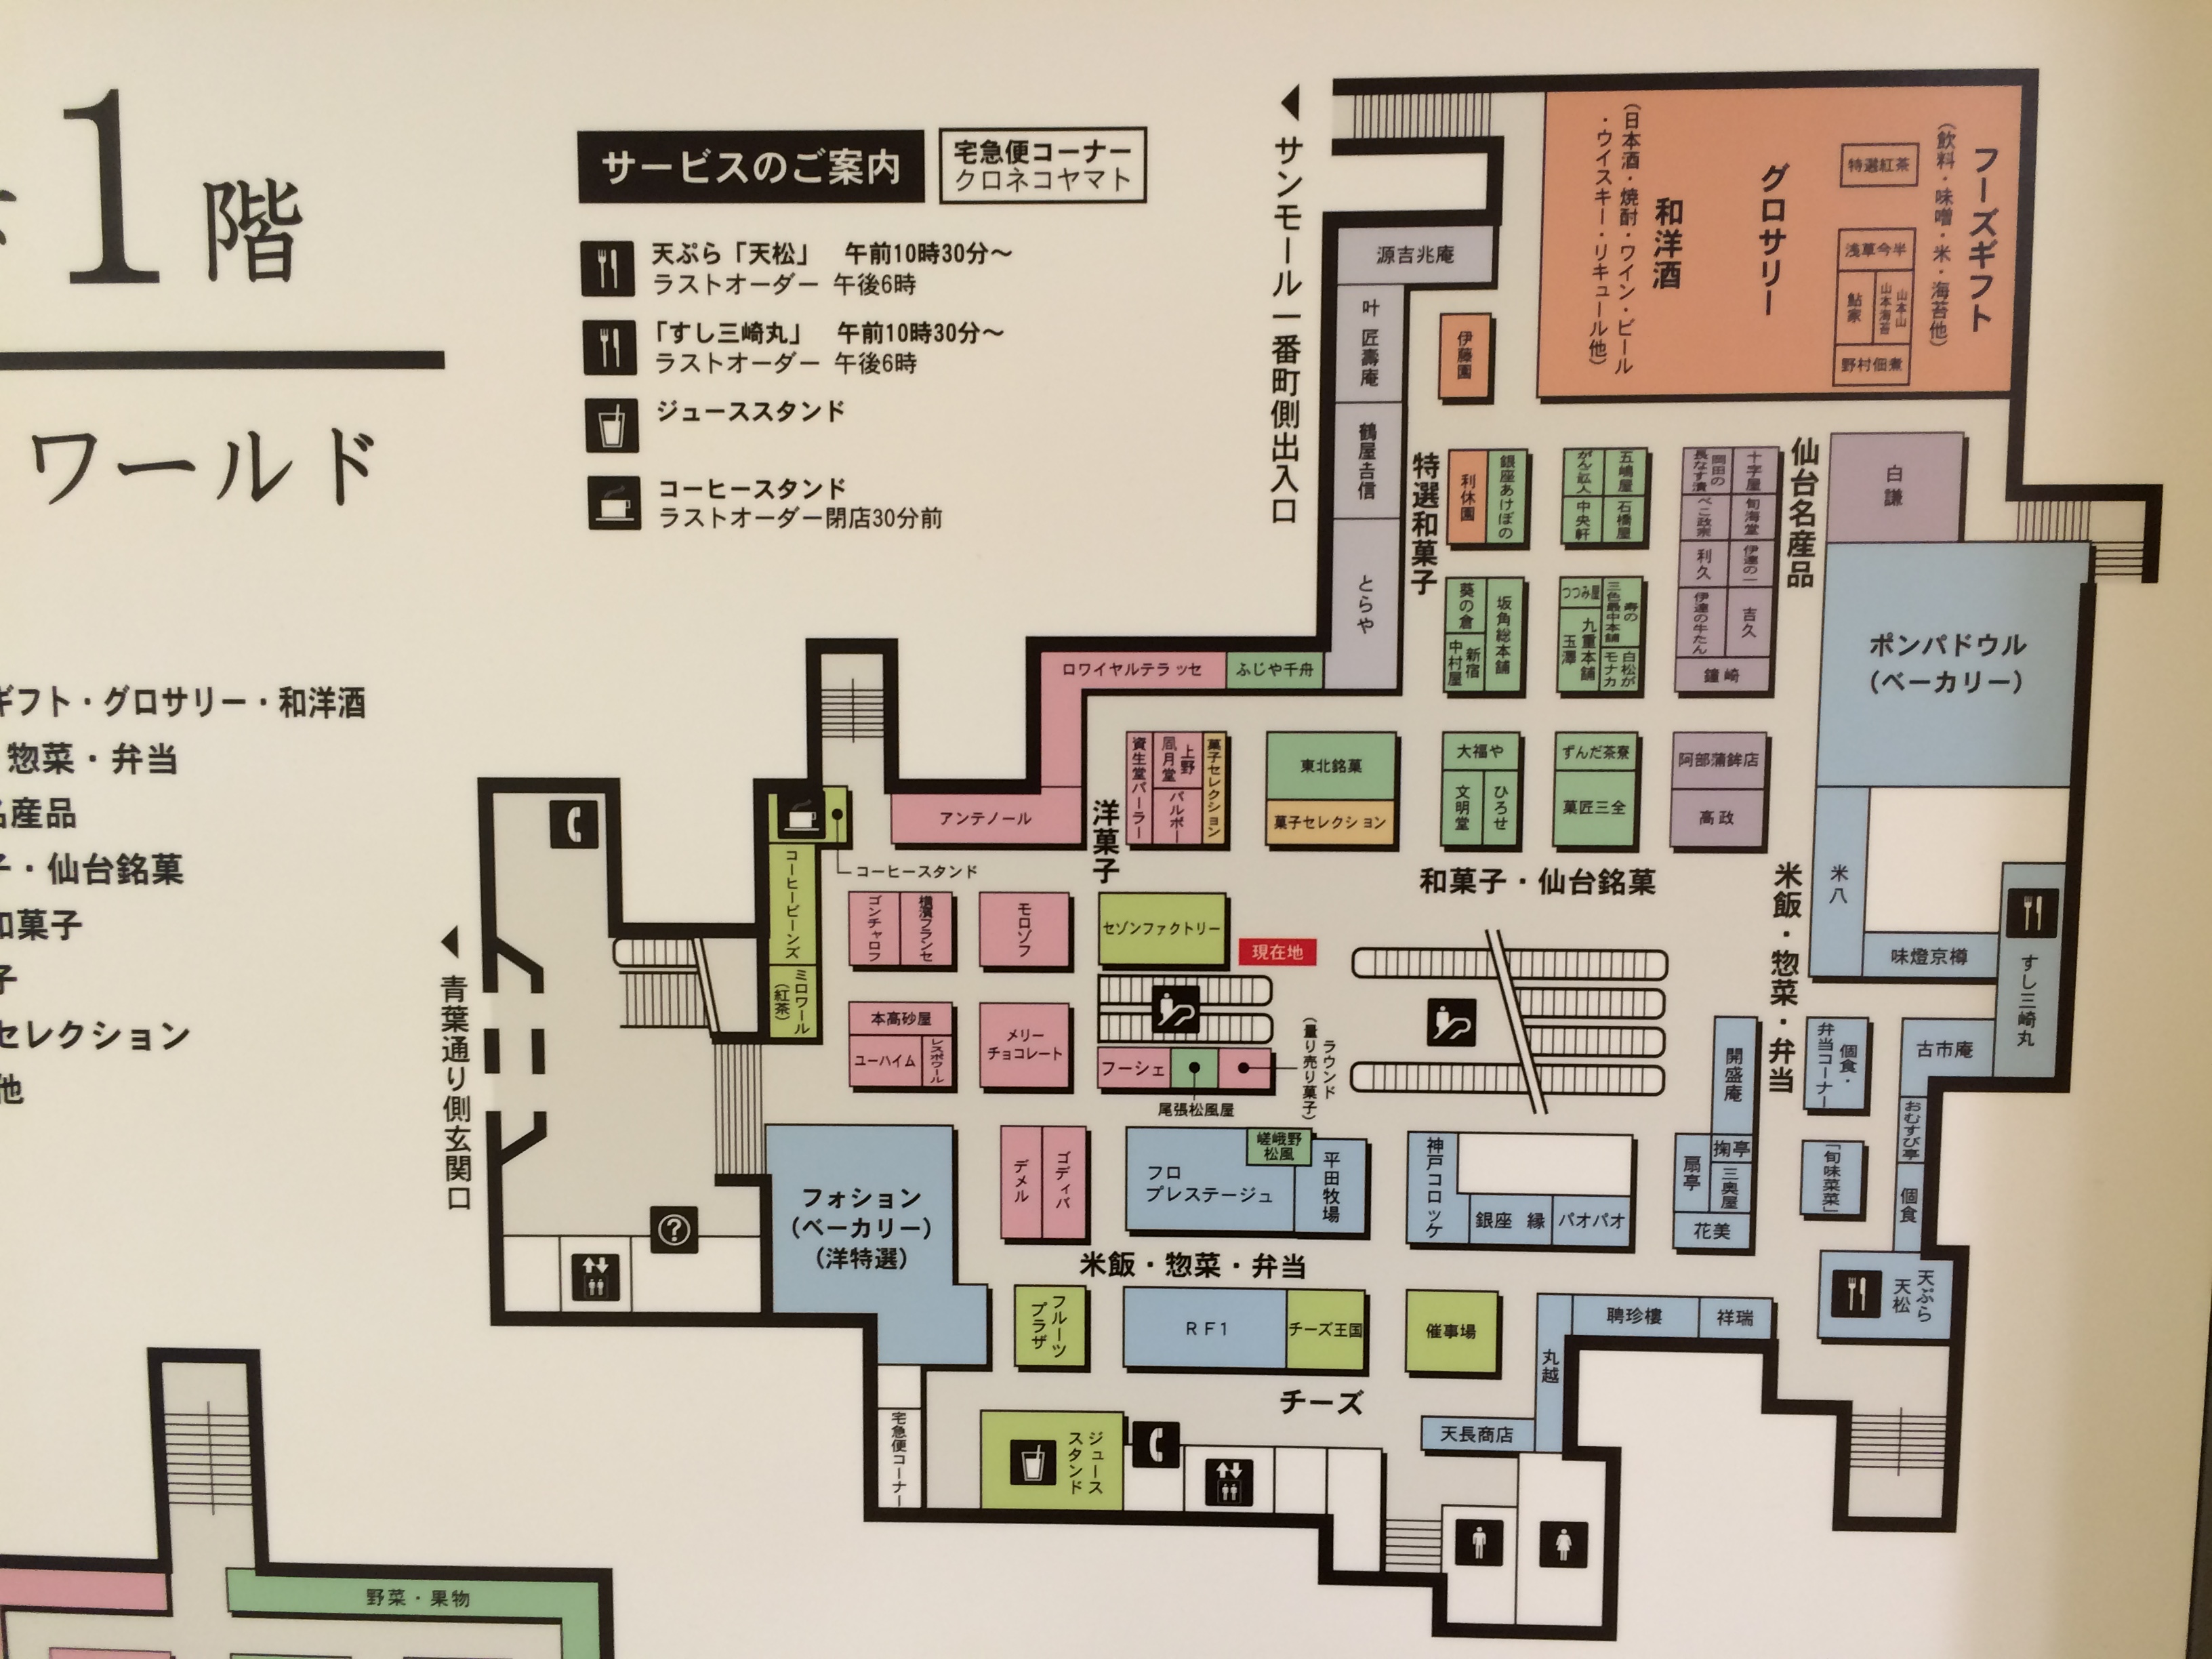 1階
ワールド
ギフト・グロサリー・和洋酒
惣菜・弁当
産品
・仙台銘菓
和菓子
子
セレクション
他
サービスのご案内
宅急便コーナー
クロネコヤマト
天ぷら「天松」 午前10時30分〜
ラストオーダー 午後6時
「すし三崎丸」 午前10時30分〜
ラストオーダー 午後6時
ジューススタンド
コーヒースタンド
ラストオーダー閉店30分前
サンモール一番町側出入口
青葉通り側玄関口
フーズギフト
(飲料・味噌・米・海苔他)
特選紅茶
浅草今半
鮎家
山本山
山本海苔
野村佃煮
グロサリー
和洋酒
(日本酒・焼酎・ワイン・ビール
・ウイスキー・リキュール他)
源吉兆庵
叶 匠壽庵
鶴屋吉信
とらや
伊藤園
特選和菓子
利休園
銀座あけぼの
五嶋屋
石橋屋
中央軒
十字屋
岡田の
長なす漬
旬海堂
べこ政宗
伊達の一
利久
吉久
伊達の牛たん
鐘崎
仙台名産品
白謙
ポンパドウル
(ベーカリー)
葵の倉
坂角総本舗
新宿
中村屋
つつみ屋
寿の
三色最中本舗
九重本舗
玉澤
白松が
モナカ
ロワイヤルテラッセ
ふじや千舟
アンテノール
資生堂パーラー
上野
風月堂
バルボー
菓子セレクション
東北銘菓
菓子セレクション
大福や
文明堂
ひろせ
ずんだ茶寮
菓匠三全
阿部蒲鉾店
高政
洋菓子
和菓子・仙台銘菓
米飯・惣菜・弁当
米八
味燈京樽
すし三崎丸
コーヒースタンド
コーヒービーンズ
ミロワール
(紅茶)
ゴンチャロフ
横濱フランセ
モロゾフ
セゾンファクトリー
現在地
本高砂屋
ユーハイム
レスポワール
メリー
チョコレート
フーシェ
尾張松風屋
ラウンド
(量り売り菓子)
開盛庵
個食・
弁当コーナー
古市庵
おむすび亭
個食
「旬味菜菜」
扇亭
掬亭
三奥屋
花美
フォション
(ベーカリー)
(洋特選)
デメル
ゴディバ
フロ
プレステージュ
嵯峨野
松風
平田牧場
神戸コロッケ
銀座 縁
パオパオ
米飯・惣菜・弁当
フルーツ
プラザ
RF1
チーズ王国
催事場
丸越
聘珍樓
祥瑞
天ぷら
天松
チーズ
天長商店
宅急便コーナー
ジュース
スタンド
野菜・果物